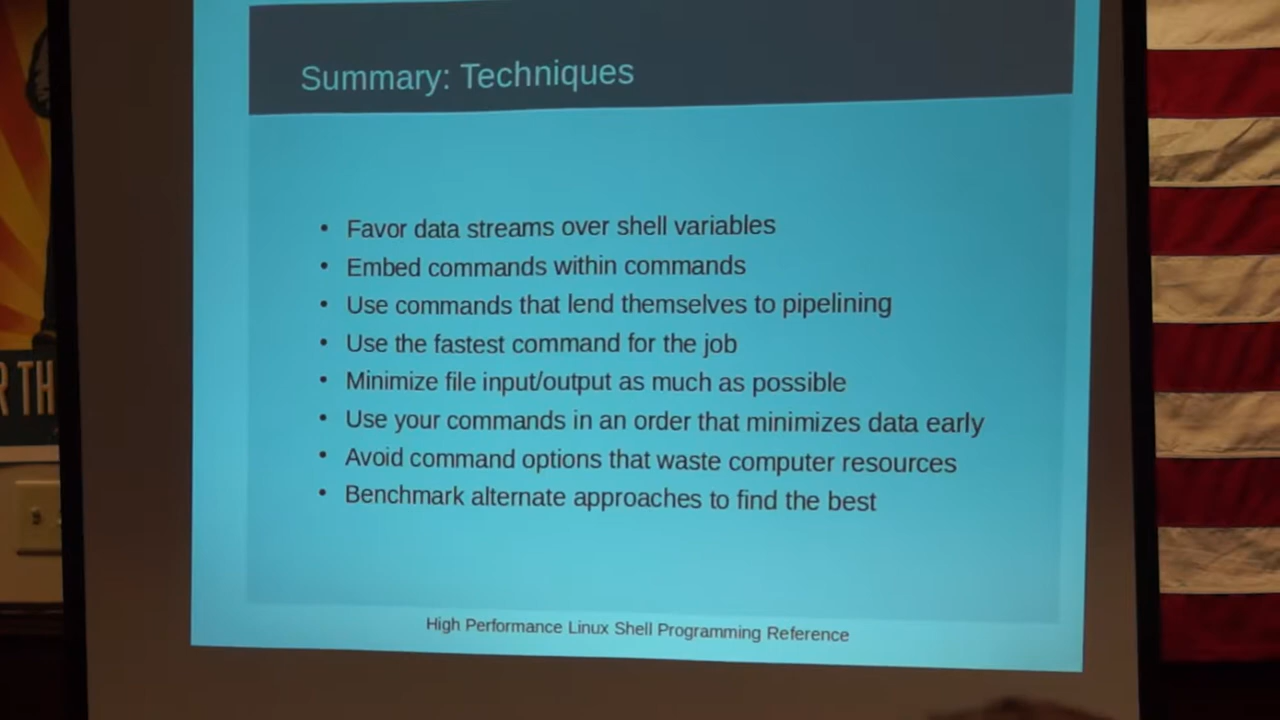 Summary: Techniques
• Favor data streams over shell variables
• Embed commands within commands
• Use commands that lend themselves to pipelining
• Use the fastest command for the job
• Minimize file input/output as much as possible
• Use your commands in an order that minimizes data early
• Avoid command options that waste computer resources
• Benchmark alternate approaches to find the best
High Performance Linux Shell Programming Reference
R TH